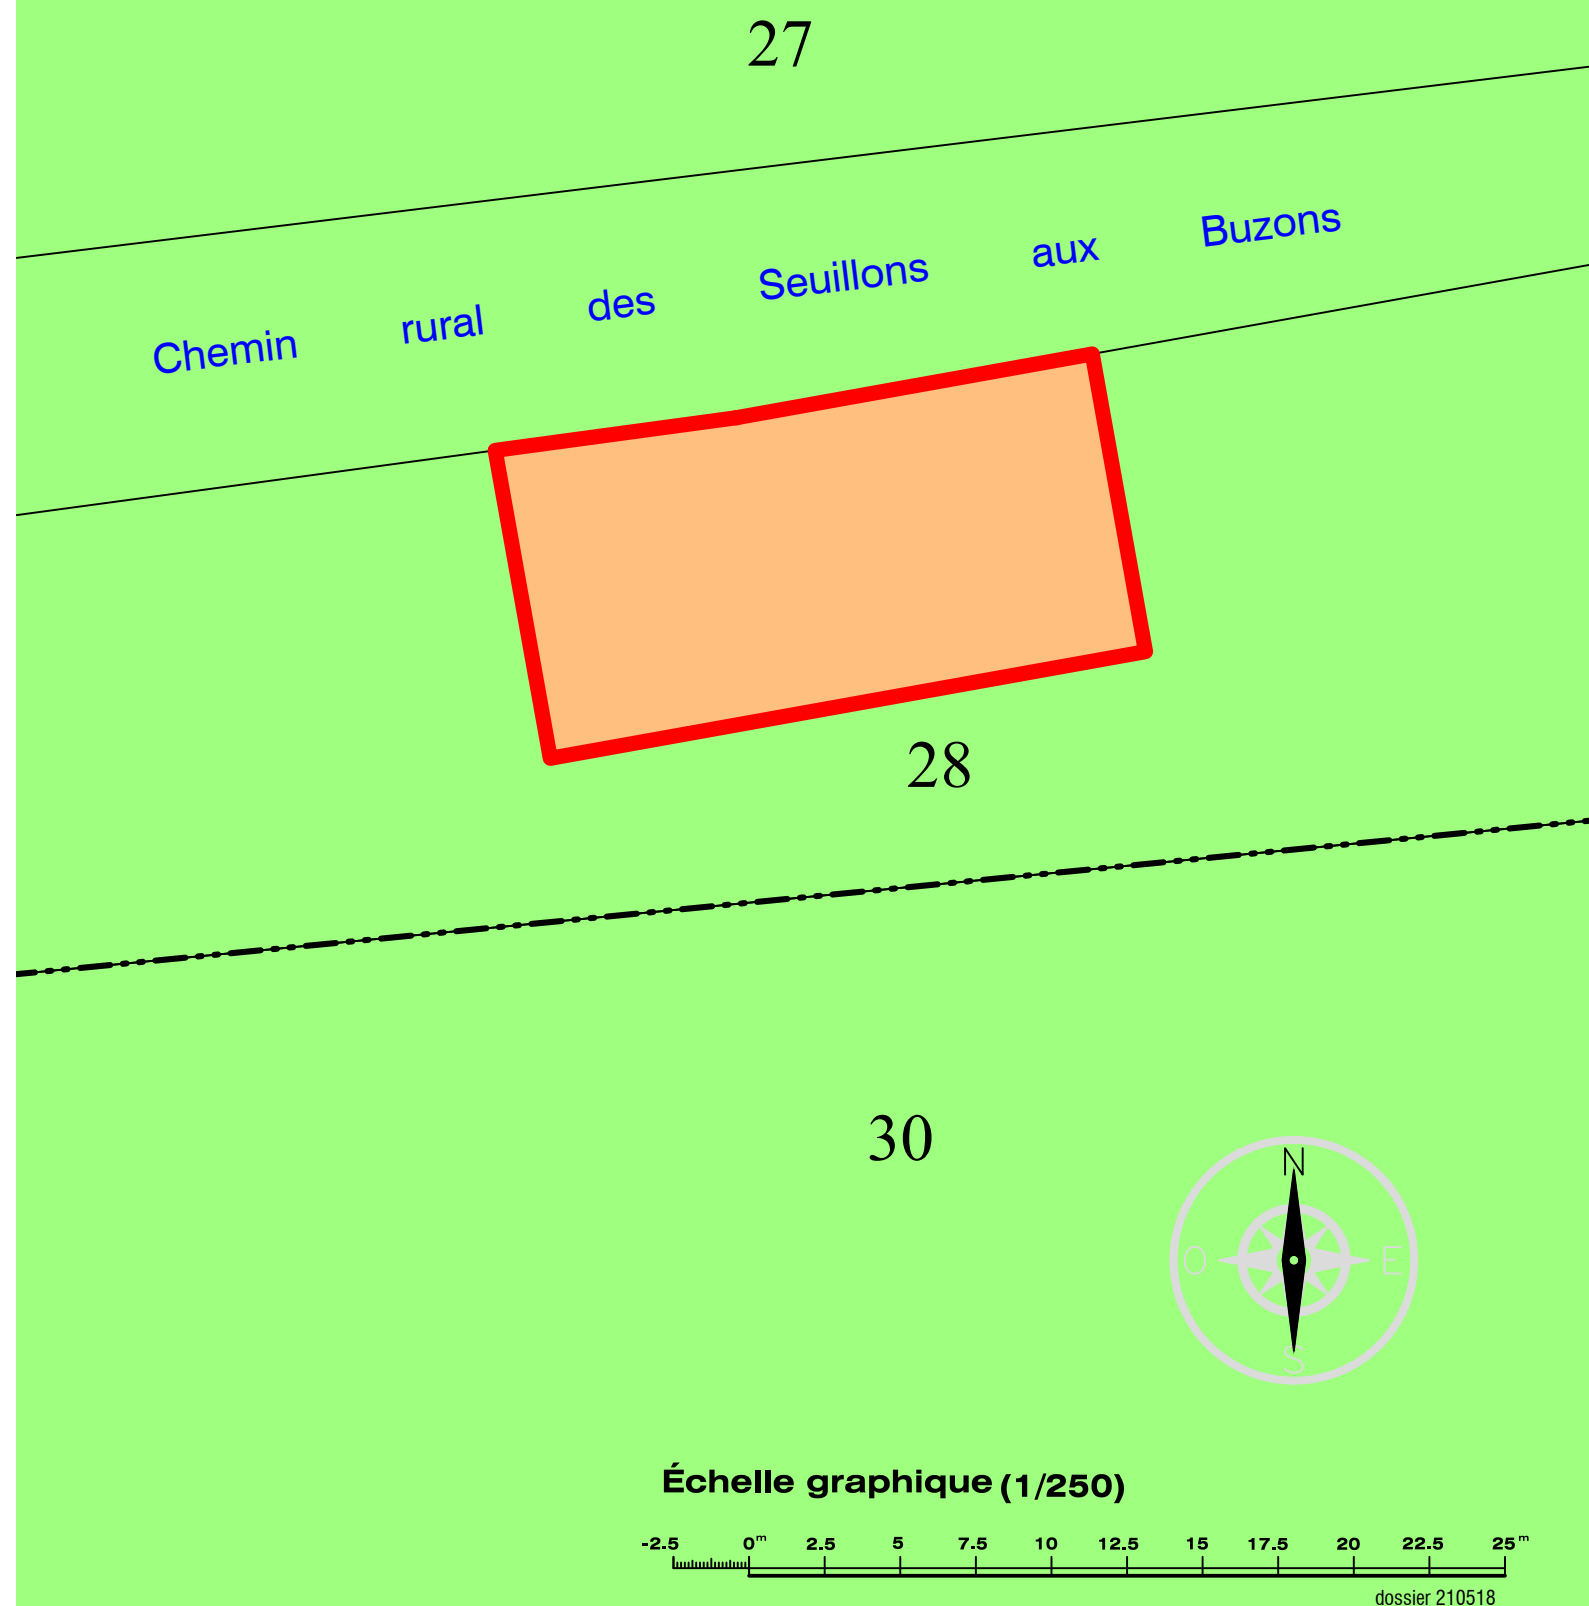 27
Chemin rural des Seuillons aux Buzons
28
30
N
O E
S
Échelle graphique (1/250)
-2.5 0m 2.5 5 7.5 10 12.5 15 17.5 20 22.5 25m
dossier 210518